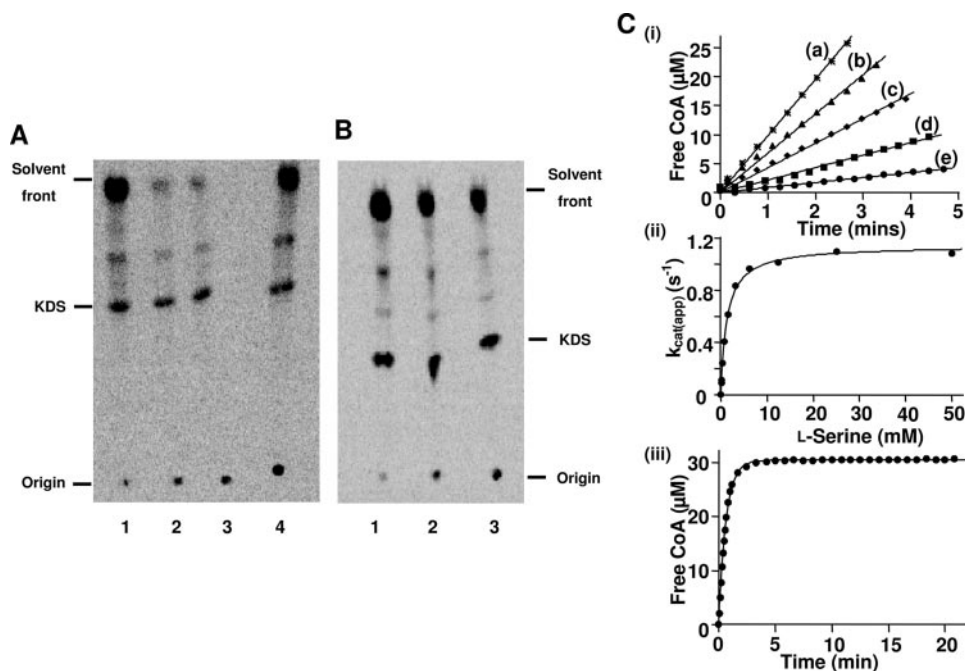 A
Solvent
front
KDS
Origin
1 2 3 4
B
Solvent
front
KDS
Origin
1 2 3
C
(i)
Free CoA (µM)
25
20
15
10
5
0
(a)
(b)
(c)
(d)
(e)
0 1 2 3 4 5
Time (mins)
(ii)
kcat(app) (s-1)
1.2
0.8
0.4
0
0 10 20 30 40 50
L-Serine (mM)
(iii)
Free CoA (µM)
30
20
10
0
0 5 10 15 20
Time (min)